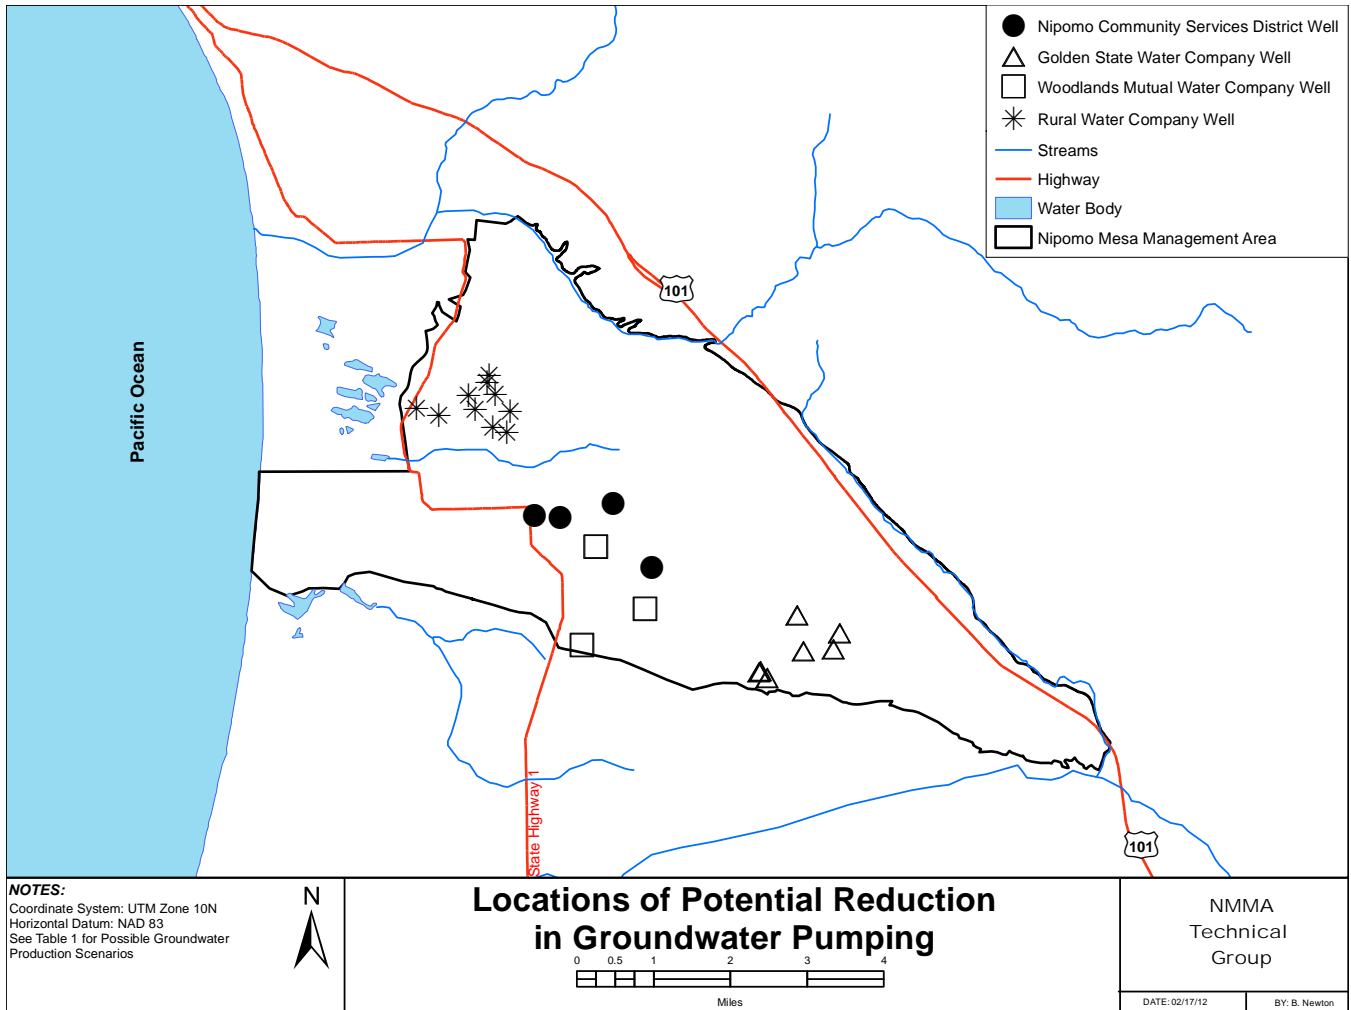 Nipomo Community Services District Well
Golden State Water Company Well
Woodlands Mutual Water Company Well
Rural Water Company Well
Streams
Highway
Water Body
Nipomo Mesa Management Area
101
Pacific Ocean
State Highway 1
101
NOTES:
Coordinate System: UTM Zone 10N
Horizontal Datum: NAD 83
See Table 1 for Possible Groundwater
Production Scenarios
N
Locations of Potential Reduction
in Groundwater Pumping
0 0.5 1 2 3 4
Miles
NMMA
Technical
Group
DATE: 02/17/12
BY: B. Newton